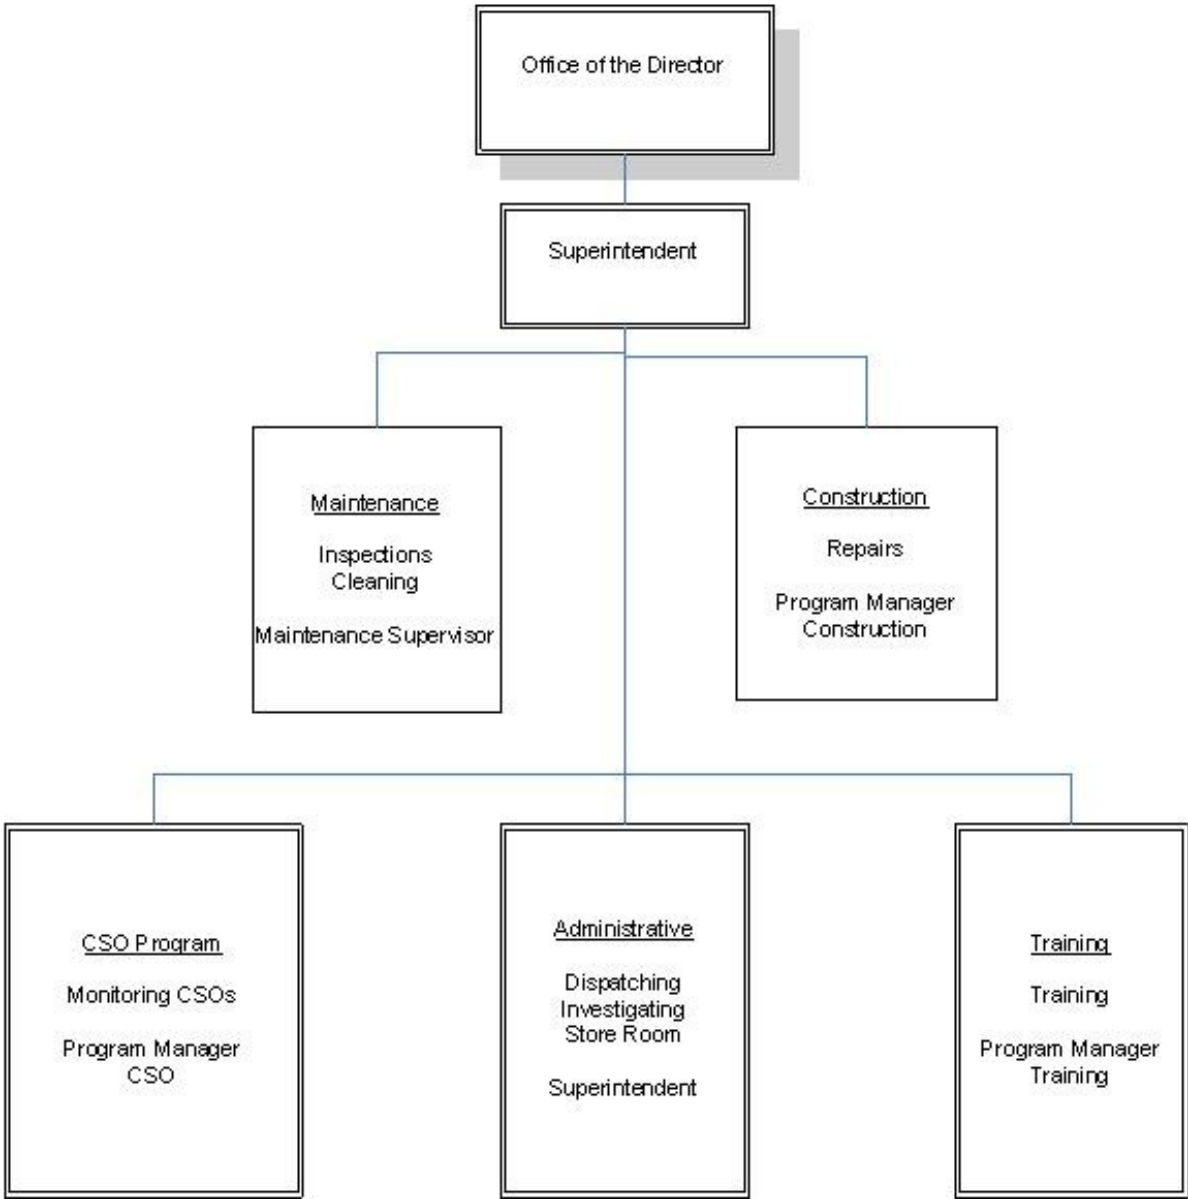 Office of the Director
Superintendent
Maintenance
Inspections
Cleaning
Maintenance Supervisor
Construction
Repairs
Program Manager
Construction
CSO Program
Monitoring CSOs
Program Manager
CSO
Administrative
Dispatching
Investigating
Store Room
Superintendent
Training
Training
Program Manager
Training